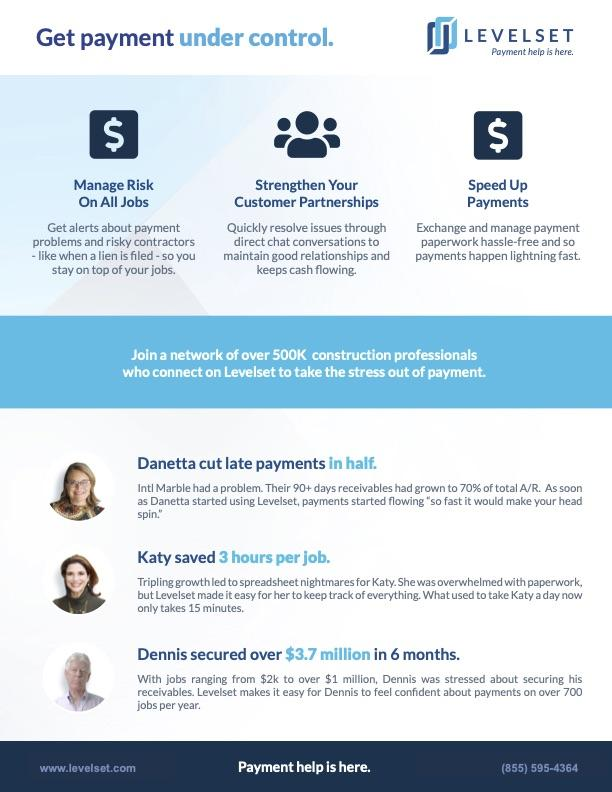 Get payment under control.
LEVELSET
Payment help is here.
$
$
Manage Risk
On All Jobs
Get alerts about payment
problems and risky contractors
- like when a lien is filed - so you
stay on top of your jobs.
Strengthen Your
Customer Partnerships
Quickly resolve issues through
direct chat conversations to
maintain good relationships and
keeps cash flowing.
Speed Up
Payments
Exchange and manage payment
paperwork hassle-free and so
payments happen lightning fast.
Join a network of over 500K construction professionals
who connect on Levelset to take the stress out of payment.
Danetta cut late payments in half.
Intl Marble had a problem. Their 90+ days receivables had grown to 70% of total A/R. As soon
as Danetta started using Levelset, payments started flowing “so fast it would make your head
spin.”
Katy saved 3 hours per job.
Tripling growth led to spreadsheet nightmares for Katy. She was overwhelmed with paperwork,
but Levelset made it easy for her to keep track of everything. What used to take Katy a day now
only takes 15 minutes.
Dennis secured over $3.7 million in 6 months.
With jobs ranging from $2k to over $1 million, Dennis was stressed about securing his
receivables. Levelset makes it easy for Dennis to feel confident about payments on over 700
jobs per year.
www.levelset.com
Payment help is here.
(855) 595-4364